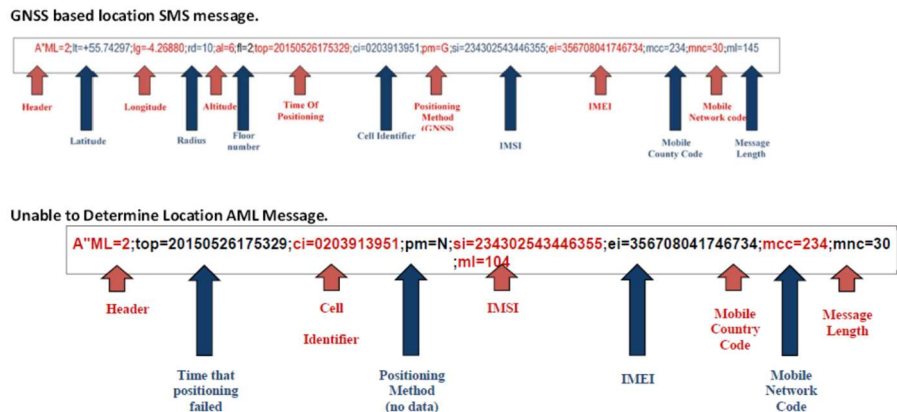 GNSS based location SMS message.
A"ML=2;lt=+55.74297;lg=-4.26880;rd=10;al=6;fl=2;top=20150526175329;ci=0203913951;pm=G;si=234302543446355;ei=356708041746734;mcc=234;mnc=30;ml=145
Header
Latitude
Longitude
Radius
Altitude
Floor
number
Time Of
Positioning
Cell Identifier
Positioning
Method
(GNSS)
IMSI
IMEI
Mobile
County Code
Mobile
Network code
Message
Length
Unable to Determine Location AML Message.
A"ML=2;top=20150526175329;ci=0203913951;pm=N;si=234302543446355;ei=356708041746734;mcc=234;mnc=30
;ml=104
Header
Time that
positioning
failed
Cell
Identifier
Positioning
Method
(no data)
IMSI
IMEI
Mobile
Country
Code
Mobile
Network
Code
Message
Length